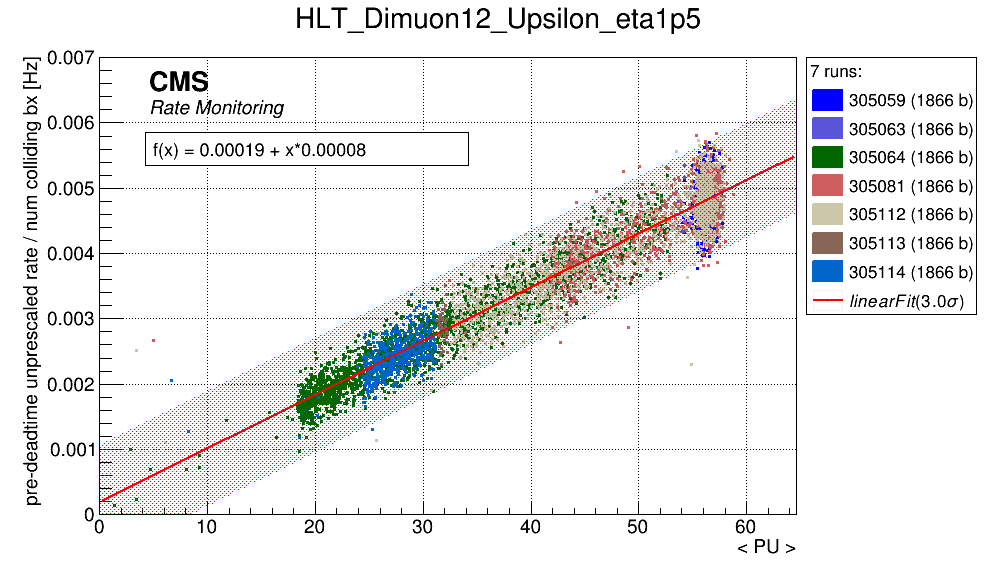 HLT_Dimuon12_Upsilon_eta1p5
pre-deadtime unprescaled rate / num colliding bx [Hz]
0.007
0.006
0.005
0.004
0.003
0.002
0.001
0
CMS
Rate Monitoring
f(x) = 0.00019 + x*0.00008
0 10 20 30 40 50 60
< PU >
7 runs:
305059 (1866 b)
305063 (1866 b)
305064 (1866 b)
305081 (1866 b)
305112 (1866 b)
305113 (1866 b)
305114 (1866 b)
linearFit(3.0σ)